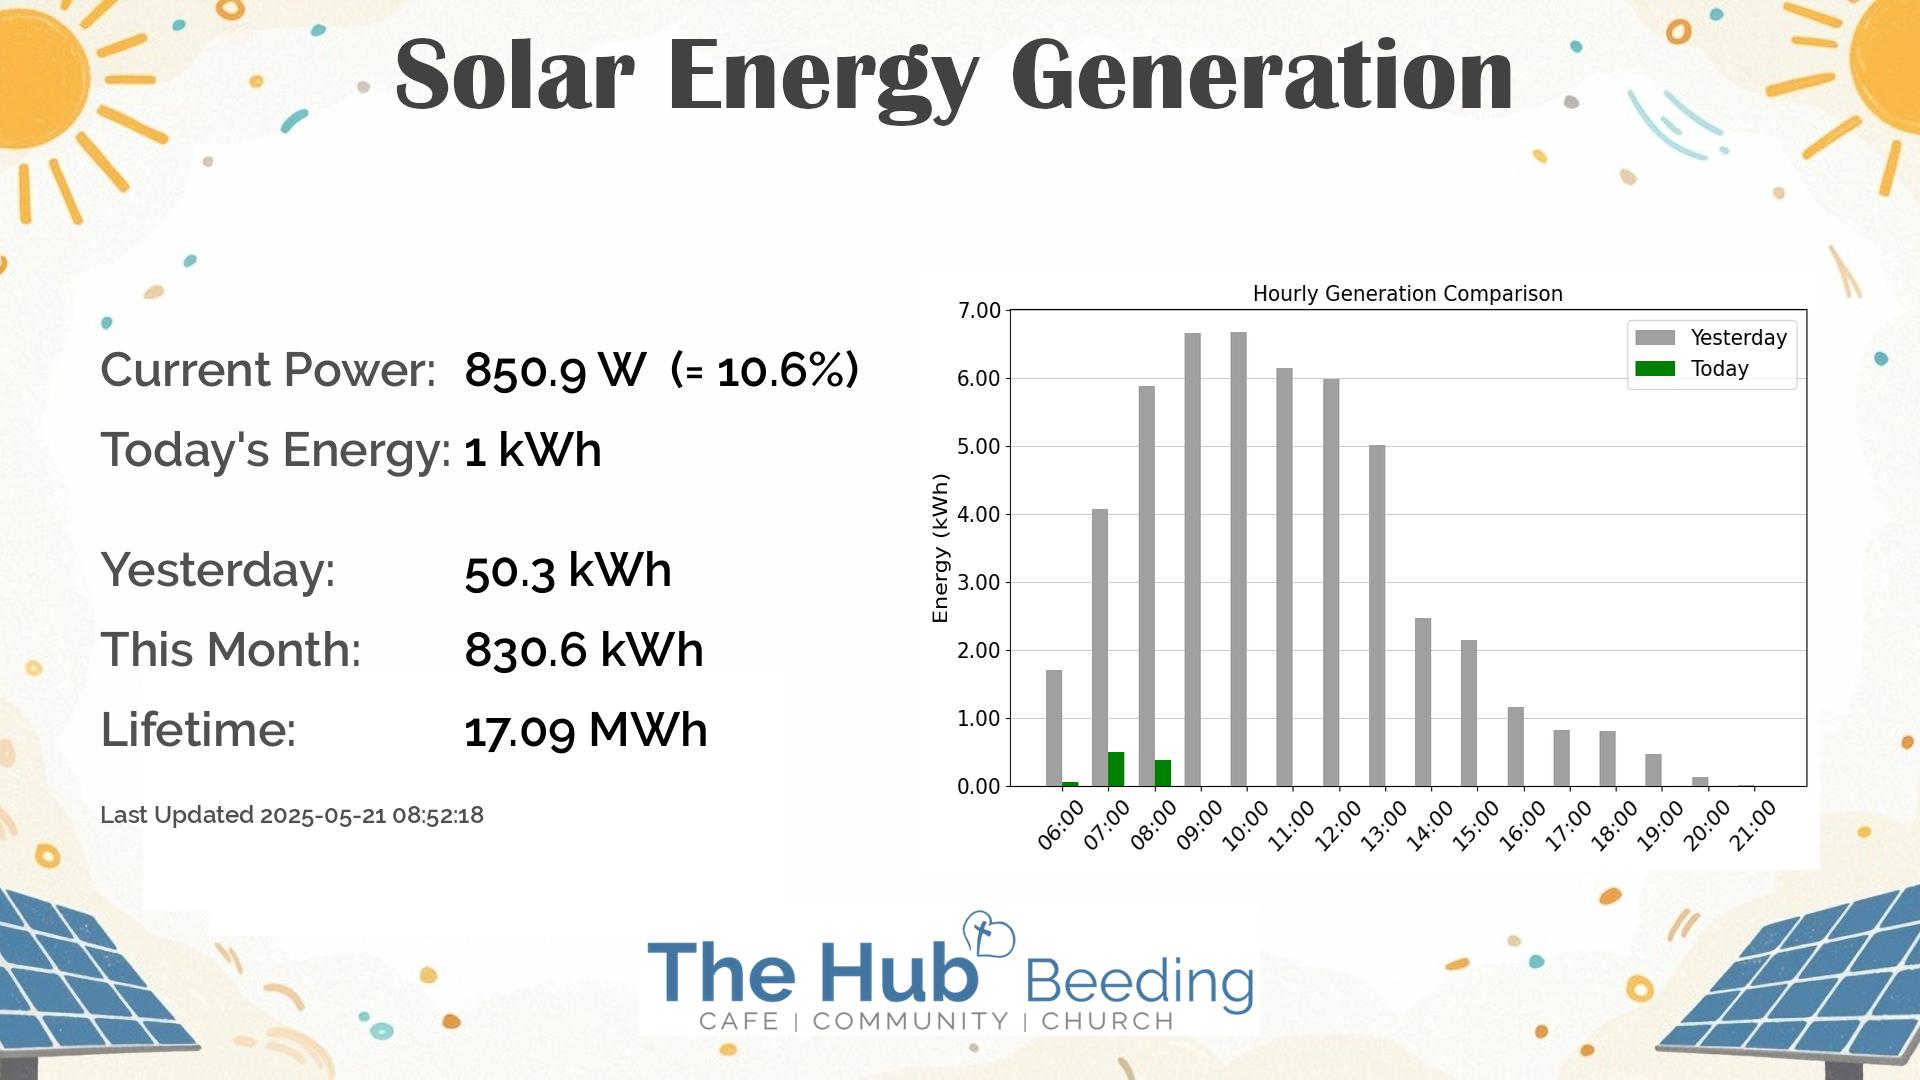 Solar Energy Generation
Current Power: 850.9 W (= 10.6%)
Today's Energy: 1 kWh
Yesterday: 50.3 kWh
This Month: 830.6 kWh
Lifetime: 17.09 MWh
Last Updated 2025-05-21 08:52:18
Hourly Generation Comparison
Yesterday
Today
Energy (kWh)
7.00
6.00
5.00
4.00
3.00
2.00
1.00
0.00
06:00 07:00 08:00 09:00 10:00 11:00 12:00 13:00 14:00 15:00 16:00 17:00 18:00 19:00 20:00 21:00
The Hub Beeding
CAFE | COMMUNITY | CHURCH